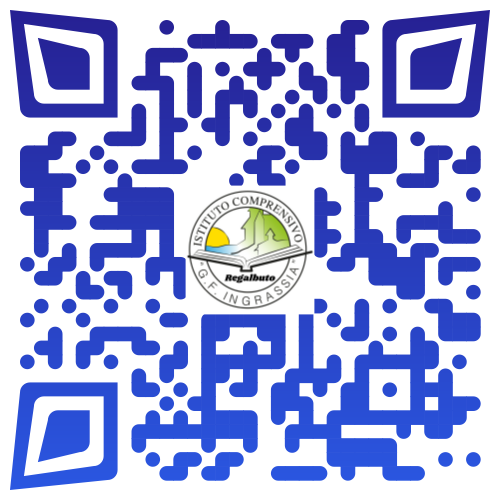 ISTITUTO COMPRENSIVO
Regalbuto
G.F. INGRASSIA